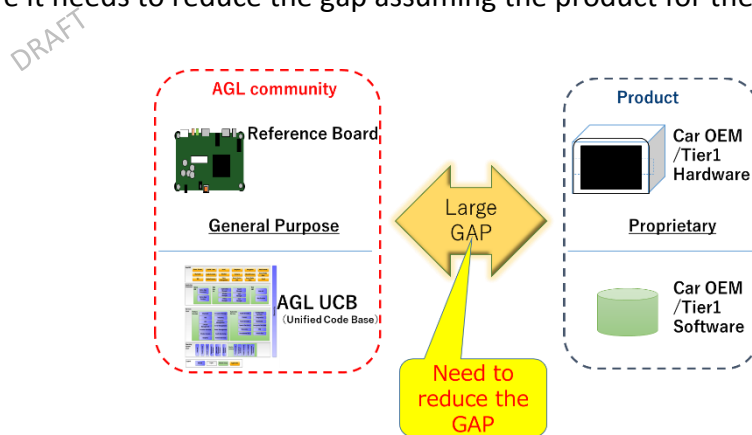 e it needs to reduce the gap assuming the product for the
DRAFT
AGL community
Reference Board
General Purpose
AGL UCB
(Unified Code Base)
Large
GAP
Need to
reduce the
GAP
Product
Car OEM
/Tier1
Hardware
Proprietary
Car OEM
/Tier1
Software